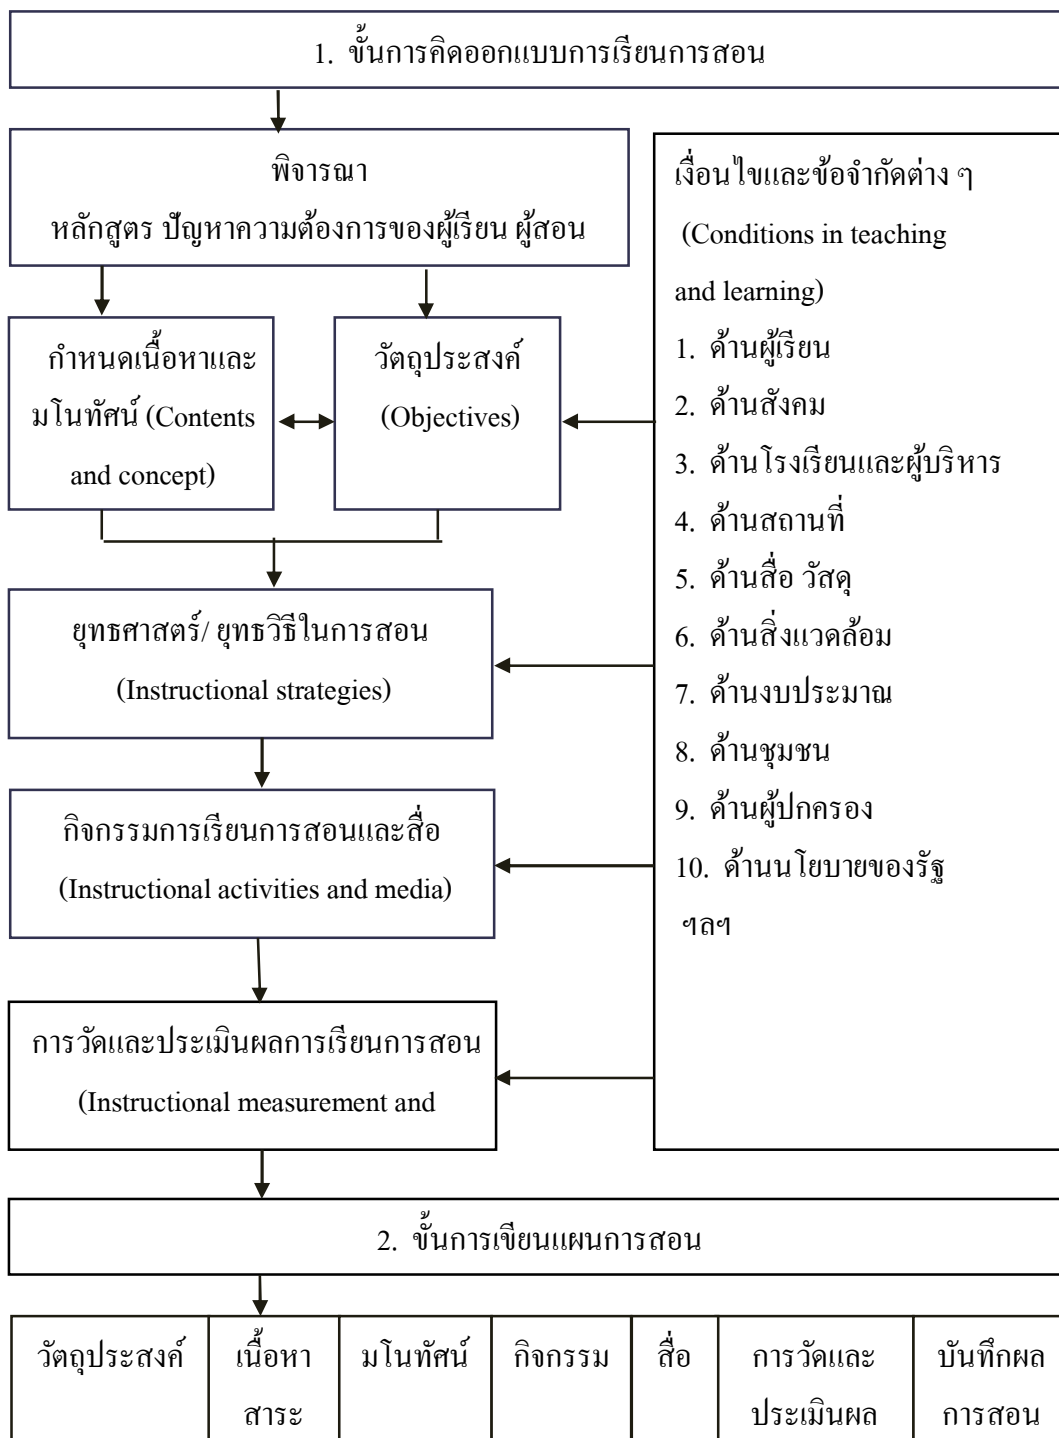 1. ขั้นการคิดออกแบบการเรียนการสอน
พิจารณา
หลักสูตร ปัญหาความต้องการของผู้เรียน ผู้สอน
กำหนดเนื้อหาและ
มโนทัศน์ (Contents
and concept)
วัตถุประสงค์
(Objectives)
เงื่อนไขและข้อจำกัดต่าง ๆ
(Conditions in teaching
and learning)
1. ด้านผู้เรียน
2. ด้านสังคม
3. ด้านโรงเรียนและผู้บริหาร
4. ด้านสถานที่
5. ด้านสื่อ วัสดุ
6. ด้านสิ่งแวดล้อม
7. ด้านงบประมาณ
8. ด้านชุมชน
9. ด้านผู้ปกครอง
10. ด้านนโยบายของรัฐ
ฯลฯ
ยุทธศาสตร์/ ยุทธวิธีในการสอน
(Instructional strategies)
กิจกรรมการเรียนการสอนและสื่อ
(Instructional activities and media)
การวัดและประเมินผลการเรียนการสอน
(Instructional measurement and
2. ขั้นการเขียนแผนการสอน
วัตถุประสงค์
เนื้อหา
สาระ
มโนทัศน์
กิจกรรม
สื่อ
การวัดและ
ประเมินผล
บันทึกผล
การสอน